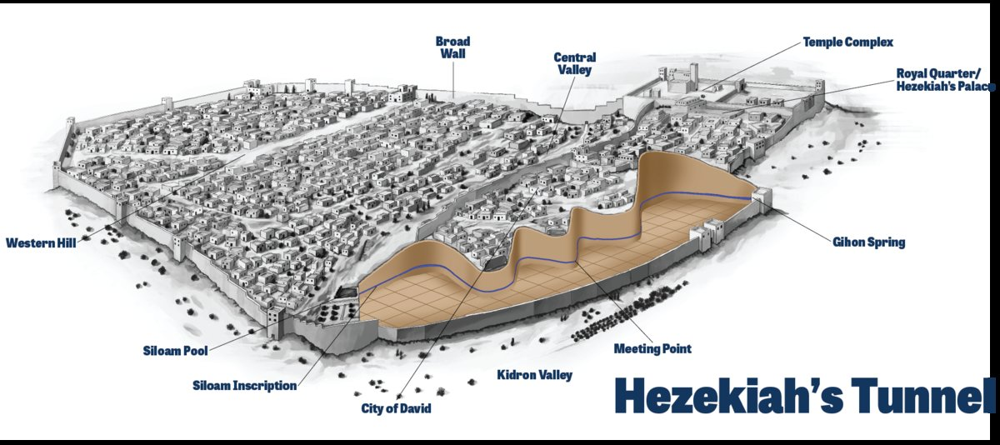 Broad
Wall
Central
Valley
Temple Complex
Royal Quarter/
Hezekiah's Palace
Western Hill
Gihon Spring
Siloam Pool
Meeting Point
Siloam Inscription
Kidron Valley
City of David
Hezekiah's Tunnel